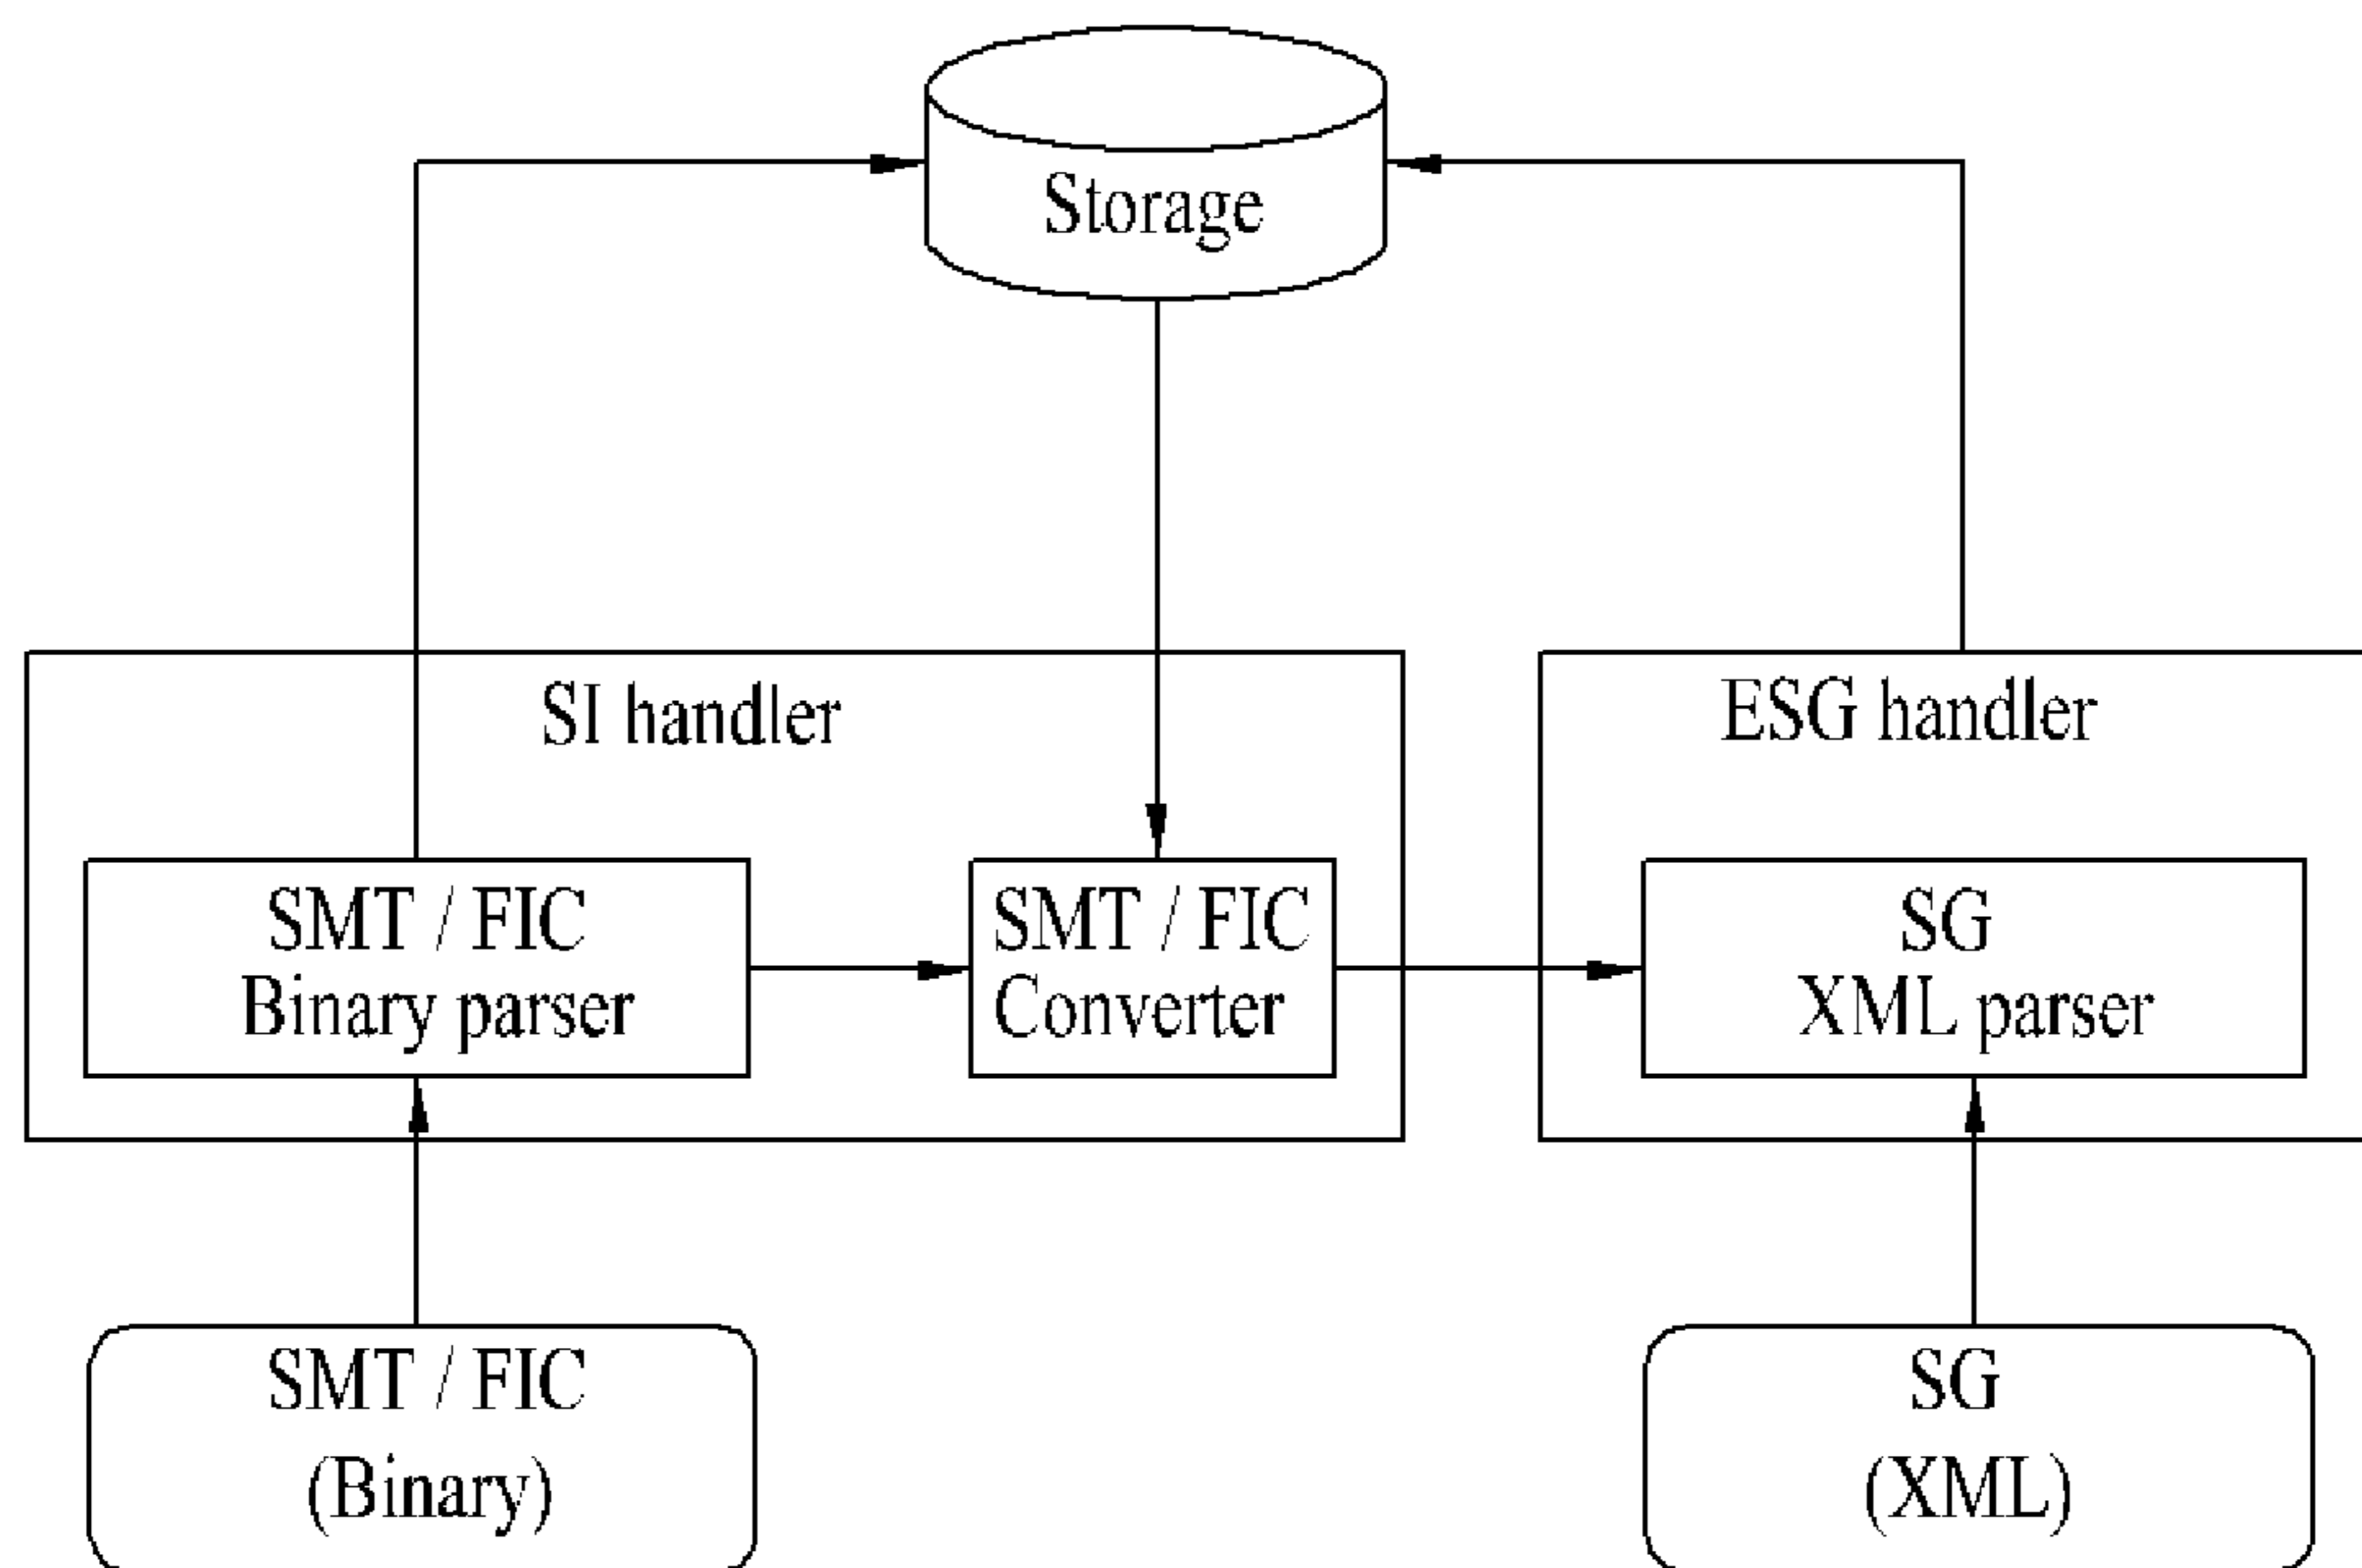 Storage
SI handler
ESG handler
SMT / FIC
Binary parser
SMT / FIC
Converter
SG
XML parser
SMT / FIC
(Binary)
SG
(XML)